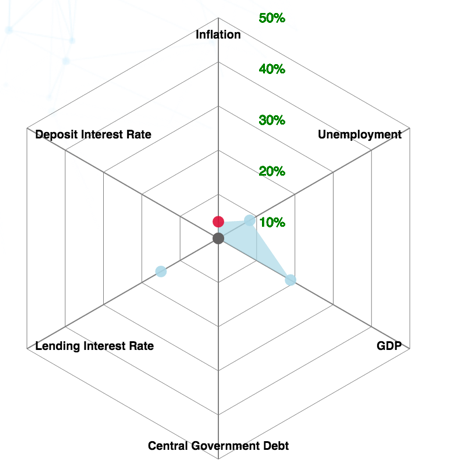 50%
Inflation
40%
30%
Deposit Interest Rate
Unemployment
20%
10%
Lending Interest Rate
GDP
Central Government Debt